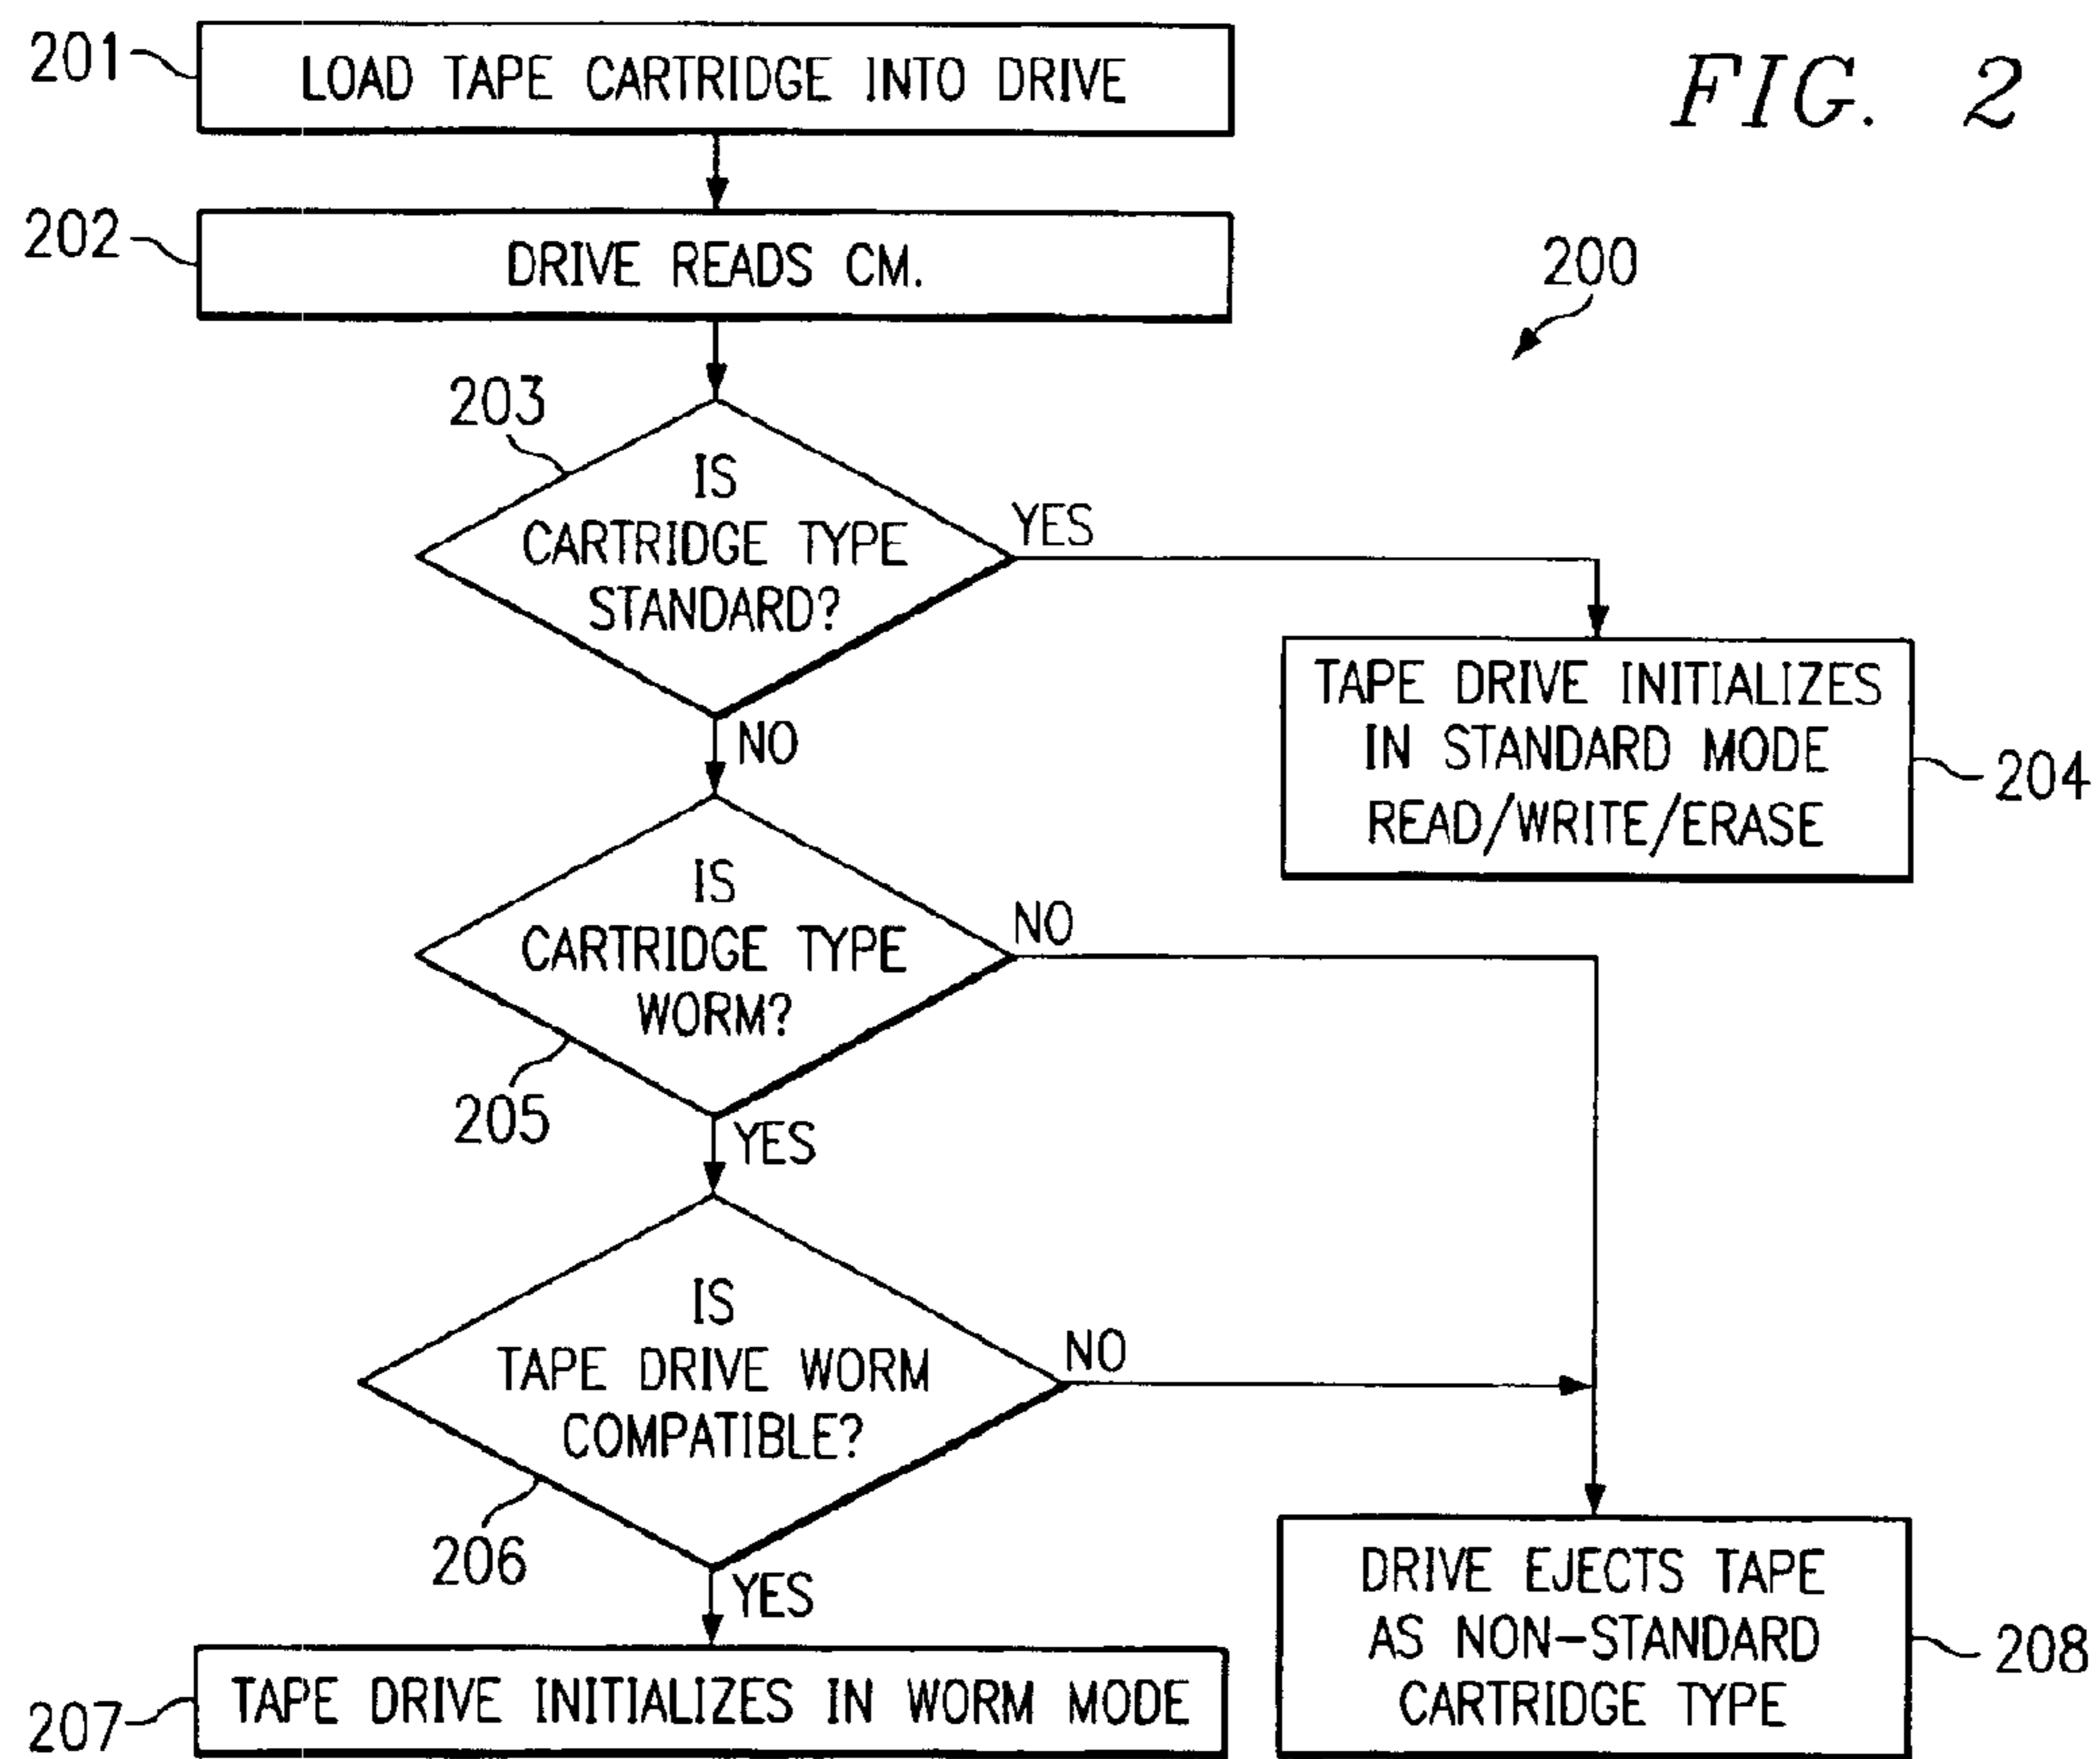 FIG. 2
201
LOAD TAPE CARTRIDGE INTO DRIVE
202
DRIVE READS CM.
200
203
IS
CARTRIDGE TYPE
STANDARD?
YES
NO
TAPE DRIVE INITIALIZES
IN STANDARD MODE
READ/WRITE/ERASE
204
IS
CARTRIDGE TYPE
WORM?
NO
205
YES
IS
TAPE DRIVE WORM
COMPATIBLE?
NO
206
YES
207
TAPE DRIVE INITIALIZES IN WORM MODE
DRIVE EJECTS TAPE
AS NON-STANDARD
CARTRIDGE TYPE
208